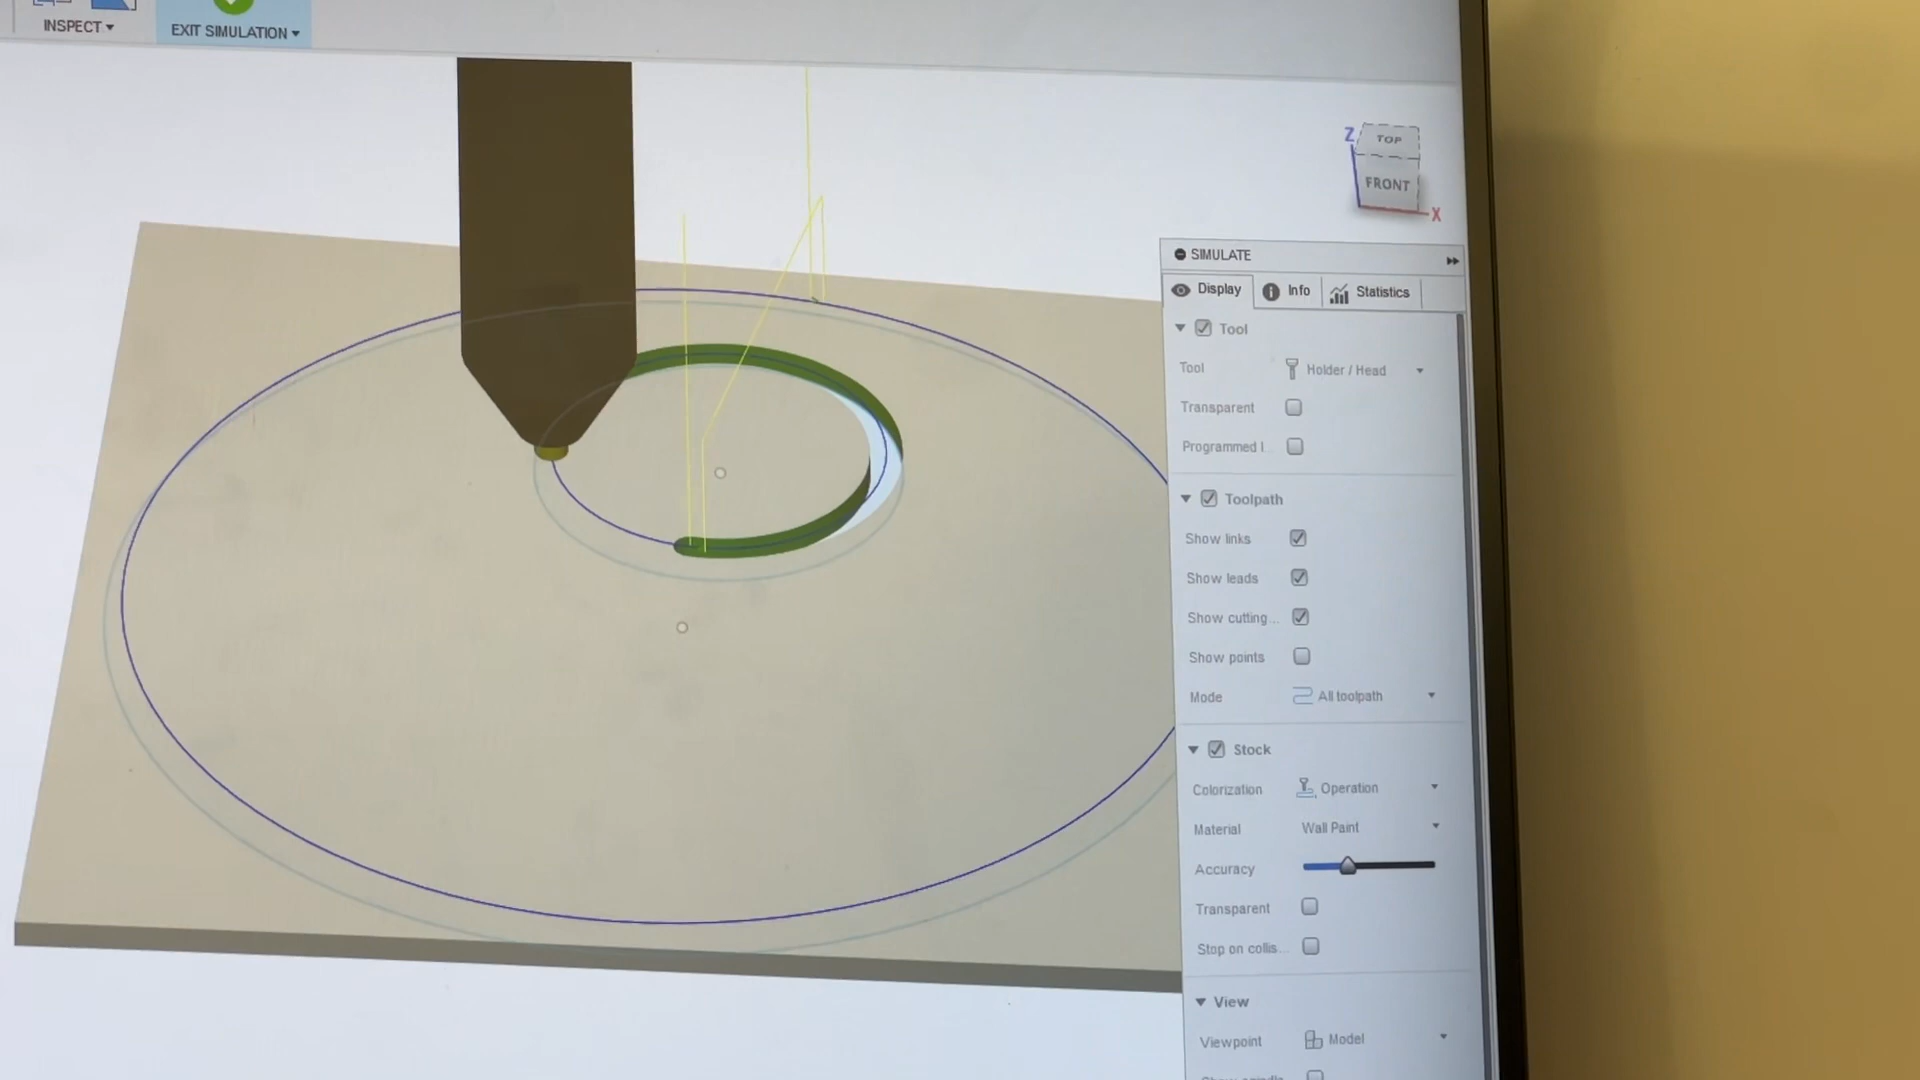 INSPECT
EXIT SIMULATION
TOP
Z
FRONT
X
SIMULATE
Display
Info
Statistics
Tool
Tool
Holder / Head
Transparent
Programmed
Toolpath
Show links
Show leads
Show cutting...
Show points
Mode
All toolpath
Stock
Colorization
Operation
Material
Wall Paint
Accuracy
Transparent
Stop on collis...
View
Viewpoint
Model